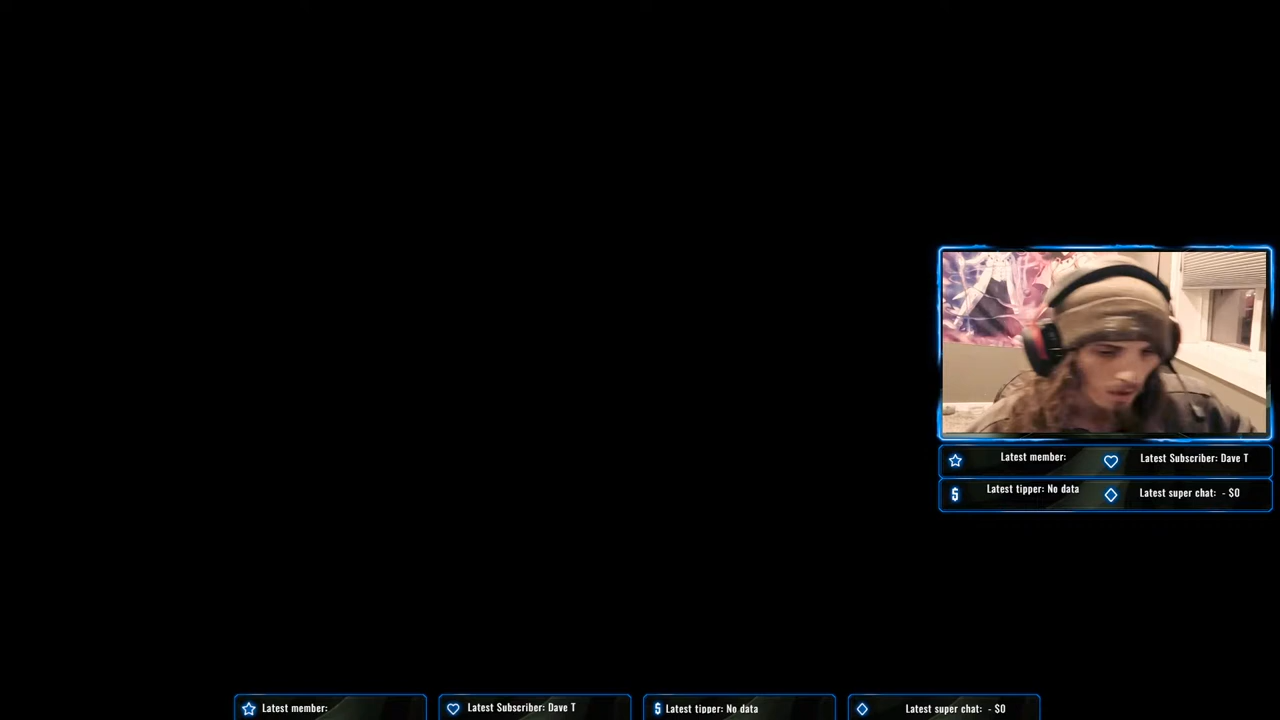 Latest member:
Latest Subscriber: Dave T
Latest tipper: No data
Latest super chat: - $0
Latest member:
Latest Subscriber: Dave T
Latest tipper: No data
Latest super chat: - $0